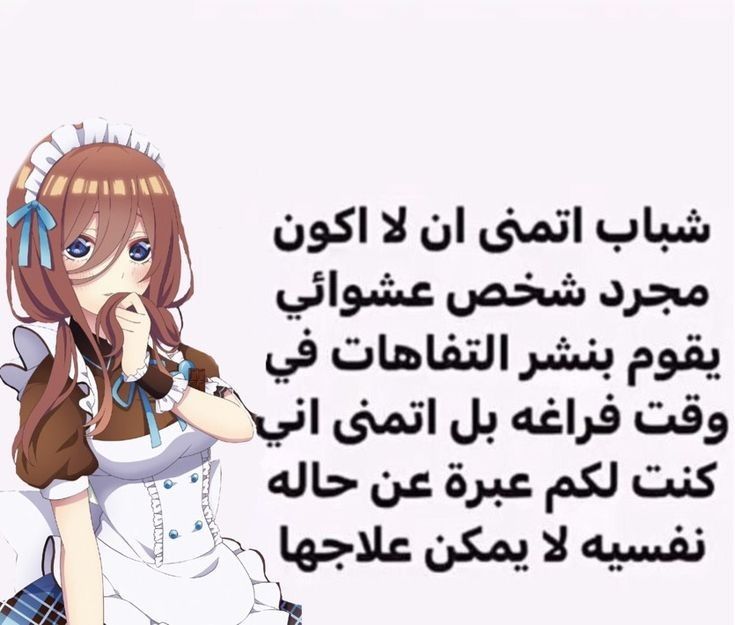 شباب اتمنى ان لا اكون
مجرد شخص عشوائي
يقوم بنشر التفاهات في
وقت فراغه بل اتمنى اني
كنت لكم عبرة عن حاله
نفسيه لا يمكن علاجها